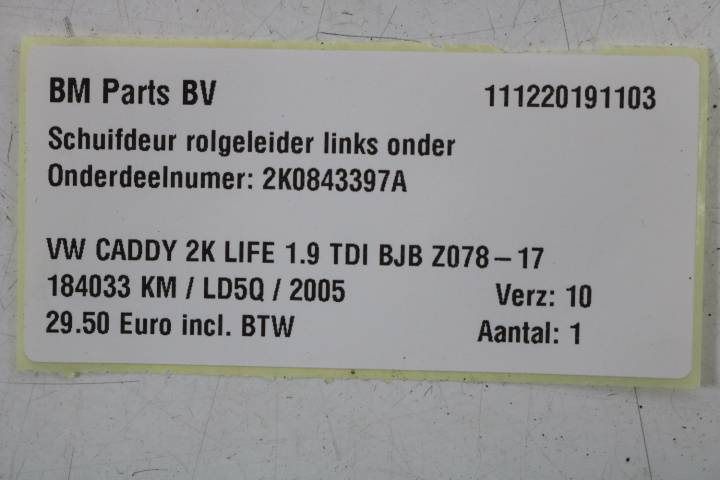 BM Parts BV 111220191103
Schuifdeur rolgeleider links onder
Onderdeelnumer: 2K0843397A
VW CADDY 2K LIFE 1.9 TDI BJB Z078-17
184033 KM / LD5Q / 2005 Verz: 10
29.50 Euro incl. BTW Aantal: 1